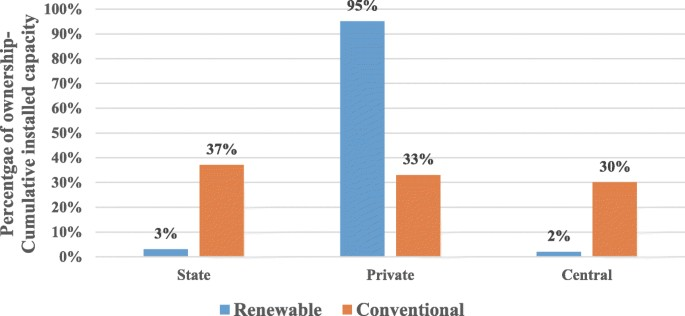 Percentgae of ownership-
Cumulative installed capacity
100%
90%
80%
70%
60%
50%
40%
30%
20%
10%
0%
3%
37%
95%
33%
2%
30%
State
Private
Central
Renewable
Conventional